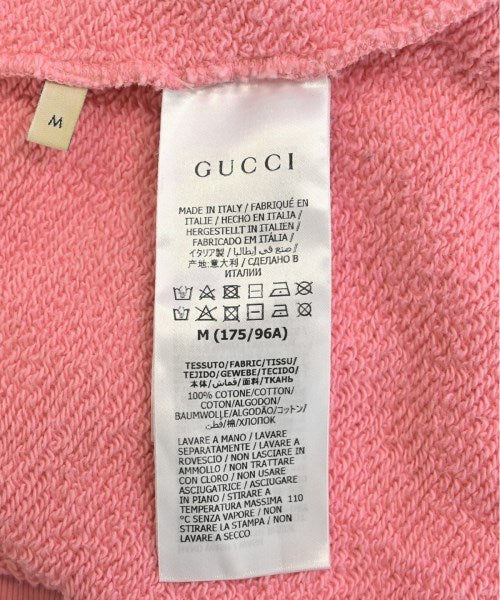 M
GUCCI
MADE IN ITALY / FABRIQUÉ EN
ITALIE / HECHO EN ITALIA /
HERGESTELLT IN ITALIEN /
FABRICADO EM ITÁLIA /
イタリア製 / صنع في إيطاليا /
产地:意大利 / СДЕЛАНО В
ИТАЛИИ
M (175/96A)
TESSUTO/FABRIC/TISSU/
TEJIDO/GEWEBE/TECIDO/
本体/قماش/面料/ТКАНЬ
100% COTONE/COTTON/
COTON/ALGODON/
BAUMWOLLE/ALGODÃO/コットン/
قطن/棉/ХЛОПОК
LAVARE A MANO / LAVARE
SEPARATAMENTE / LAVARE A
ROVESCIO / NON LASCIARE IN
AMMOLLO / NON TRATTARE
CON CLORO / NON USARE
ASCIUGATRICE / ASCIUGARE
IN PIANO / STIRARE A
TEMPERATURA MASSIMA 110
°C SENZA VAPORE / NON
STIRARE LA STAMPA / NON
LAVARE A SECCO